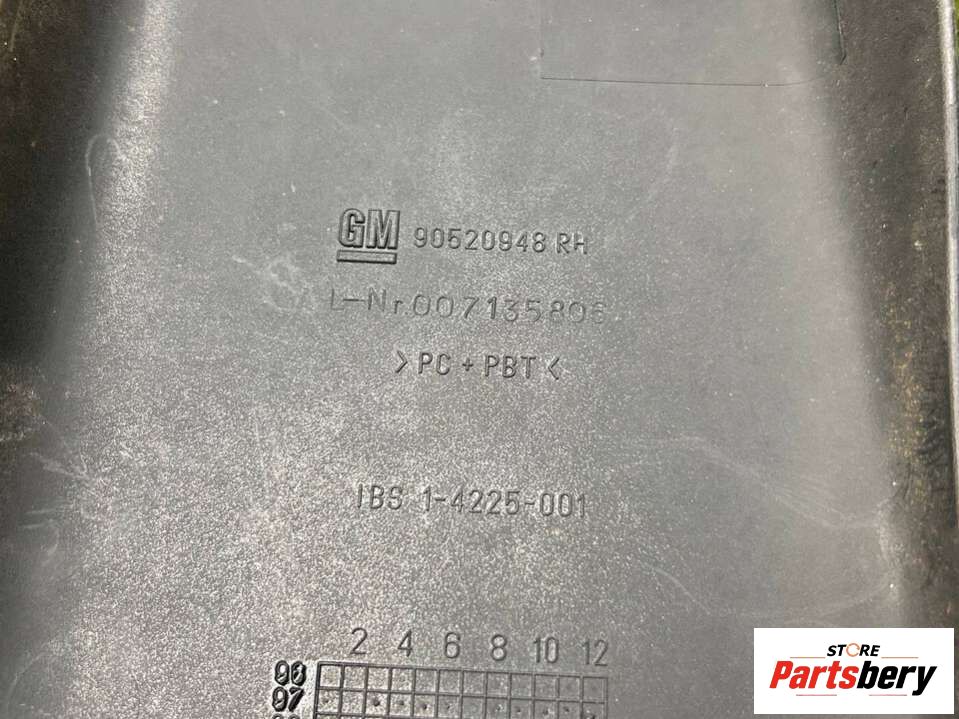 GM 90520948 RH
L-Nr.007135806
>PC + PBT<
IBS 1-4225-001
2 4 6 8 10 12
96
97
STORE
Partsbery